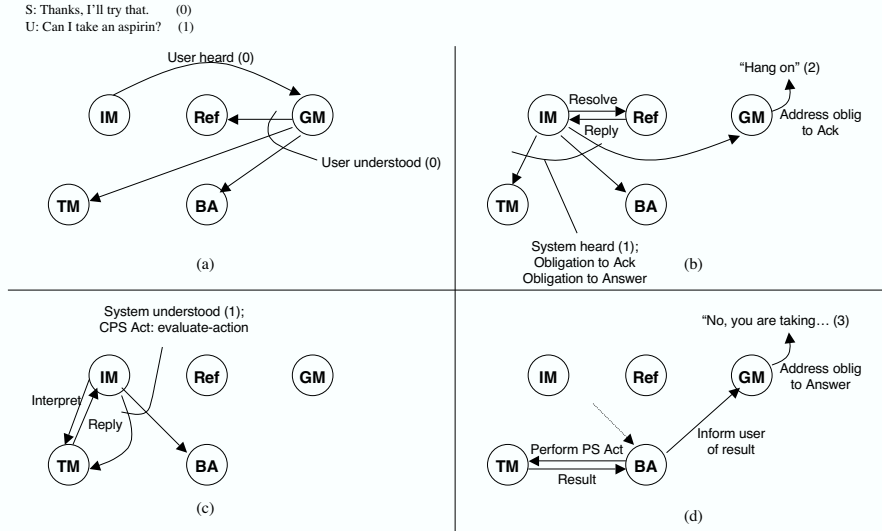 S: Thanks, I'll try that. (0)
U: Can I take an aspirin? (1)
User heard (0)
IM
Ref
GM
User understood (0)
TM
BA
(a)
“Hang on” (2)
IM
Resolve
Reply
Ref
GM
Address oblig
to Ack
TM
BA
System heard (1);
Obligation to Ack
Obligation to Answer
(b)
System understood (1);
CPS Act: evaluate-action
IM
Ref
GM
Interpret
Reply
TM
BA
(c)
“No, you are taking… (3)
IM
Ref
GM
Address oblig
to Answer
Inform user
of result
Perform PS Act
TM
BA
Result
(d)